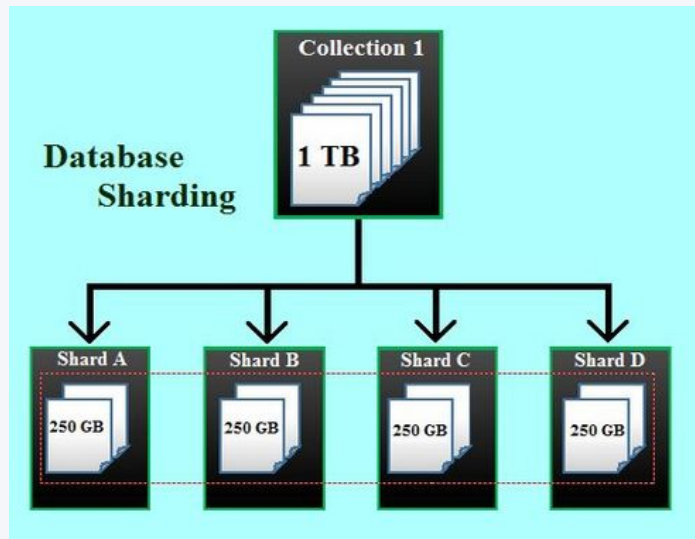 Collection 1
1 TB
Database
Sharding
Shard A
Shard B
Shard C
Shard D
250 GB
250 GB
250 GB
250 GB